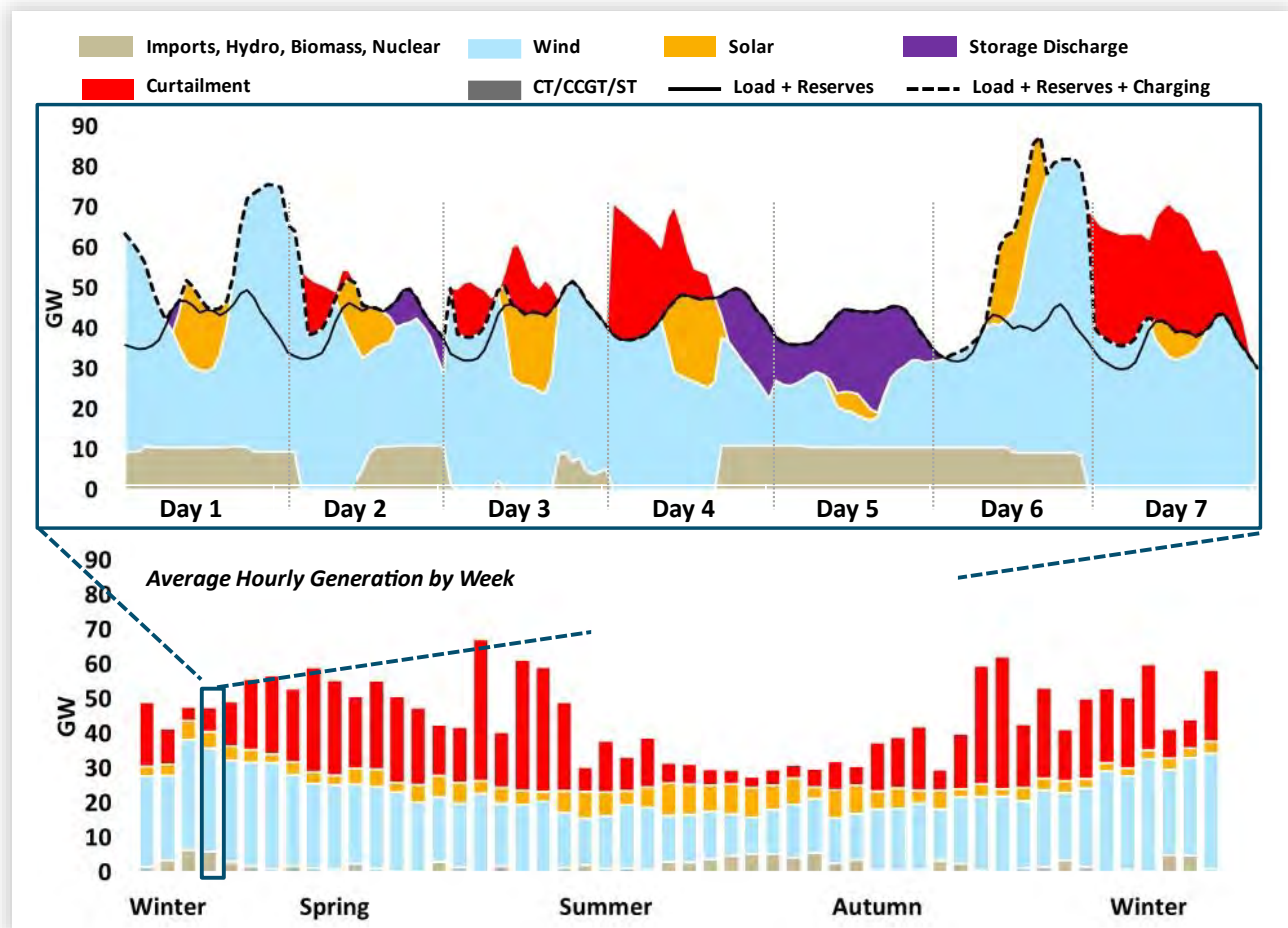 Imports, Hydro, Biomass, Nuclear Wind Solar Storage Discharge
Curtailment CT/CCGT/ST Load + Reserves Load + Reserves + Charging
90
80
70
60
50
40
30
20
10
0
GW
Day 1 Day 2 Day 3 Day 4 Day 5 Day 6 Day 7
Average Hourly Generation by Week
90
80
70
60
50
40
30
20
10
0
GW
Winter Spring Summer Autumn Winter